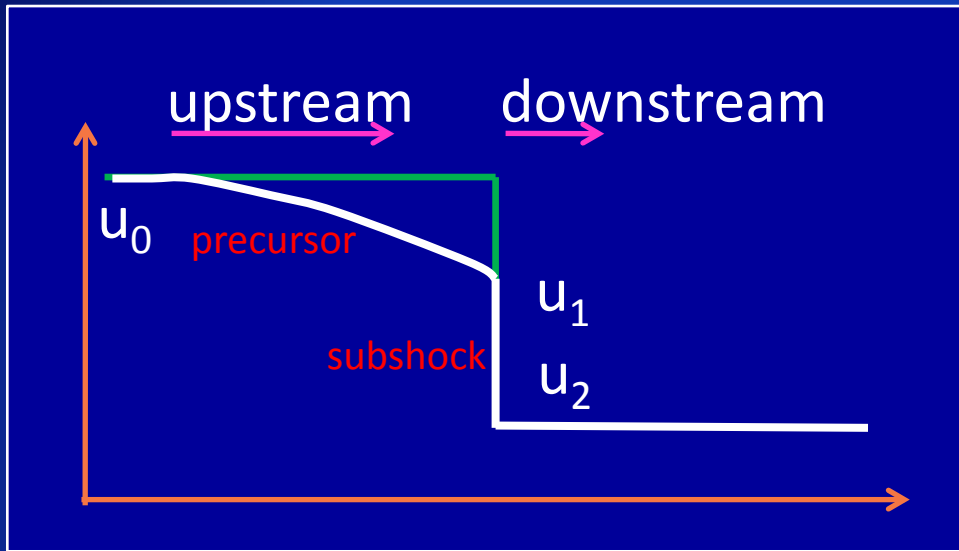 upstream downstream
u₀ precursor
u₁
subshock
u₂